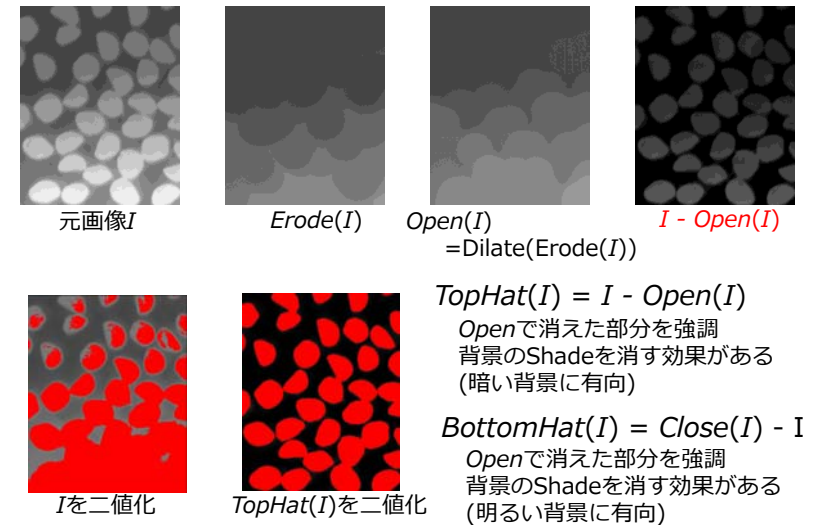 元画像I
Erode(I)
Open(I)
=Dilate(Erode(I))
I - Open(I)
Iを二値化
TopHat(I)を二値化
TopHat(I) = I - Open(I)
Openで消えた部分を強調
背景のShadeを消す効果がある
(暗い背景に有向)
BottomHat(I) = Close(I) - I
Openで消えた部分を強調
背景のShadeを消す効果がある
(明るい背景に有向)